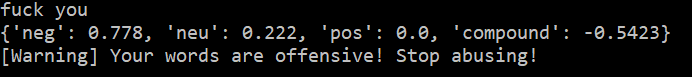 fuck you
{'neg': 0.778, 'neu': 0.222, 'pos': 0.0, 'compound': -0.5423}
[Warning] Your words are offensive! Stop abusing!